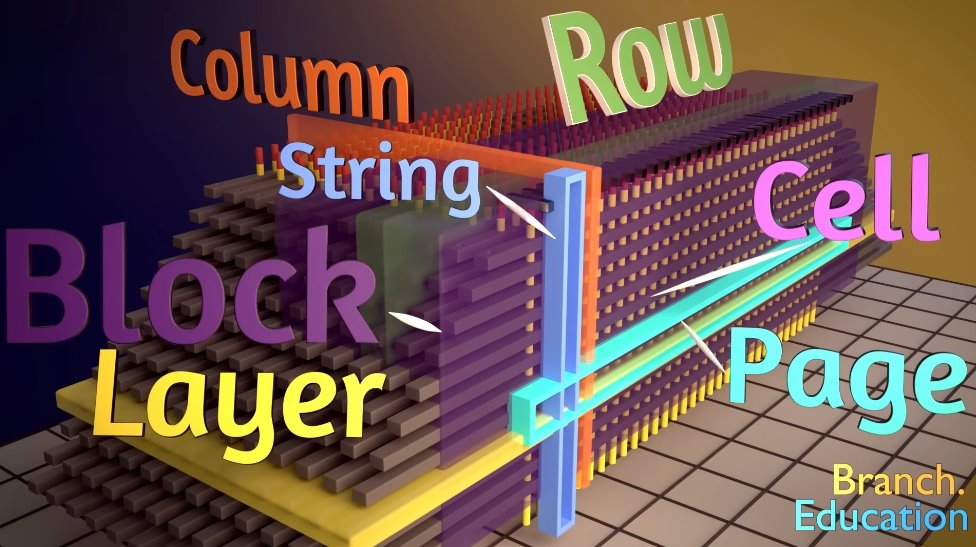 Column
Row
String
Cell
Block
Page
Layer
Branch.
Education